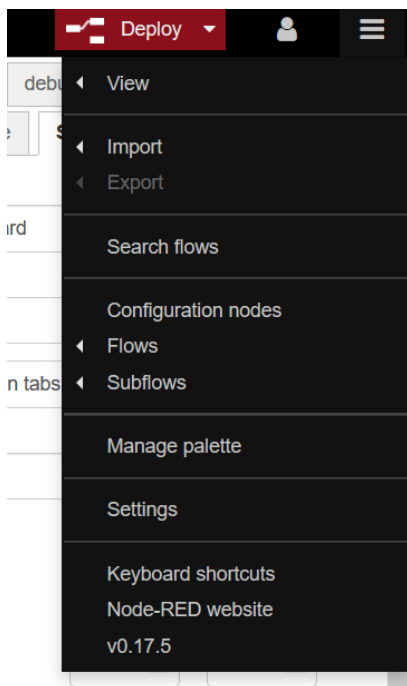 Deploy
debu
View
S
Import
Export
ard
Search flows
Configuration nodes
Flows
n tabs
Subflows
Manage palette
Settings
Keyboard shortcuts
Node-RED website
v0.17.5